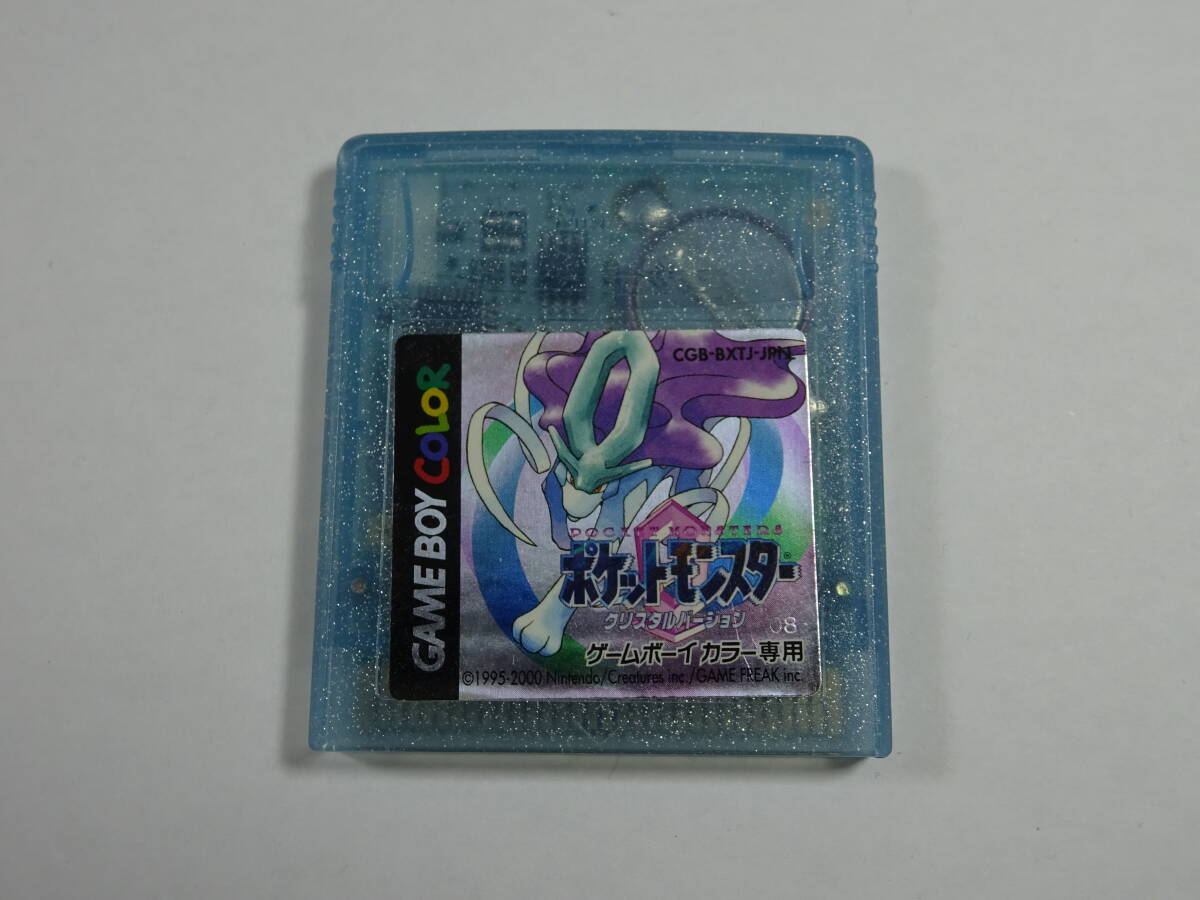 GAME BOY COLOR
CGB-BXTJ-JPN
POCKET MONSTERS
ポケットモンスター
クリスタルバージョン
08
ゲームボーイカラー専用
©1995-2000 Nintendo/Creatures inc./GAME FREAK inc.